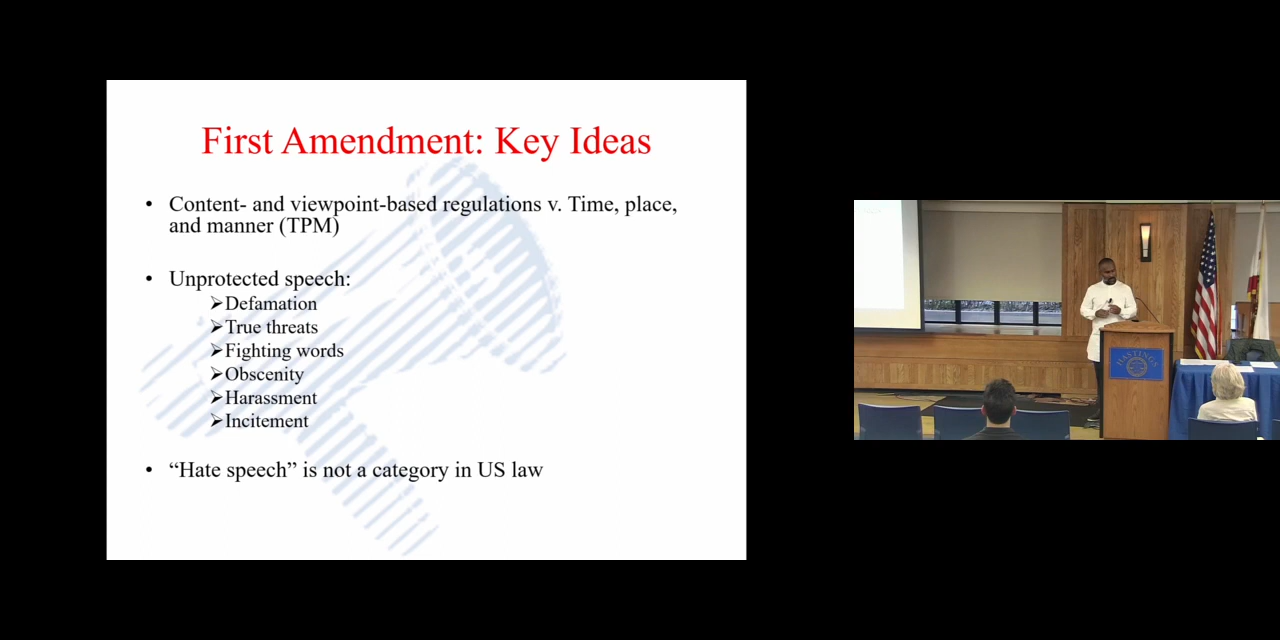 First Amendment: Key Ideas
• Content- and viewpoint-based regulations v. Time, place,
and manner (TPM)
• Unprotected speech:
➢Defamation
➢True threats
➢Fighting words
➢Obscenity
➢Harassment
➢Incitement
• “Hate speech” is not a category in US law
HASTINGS